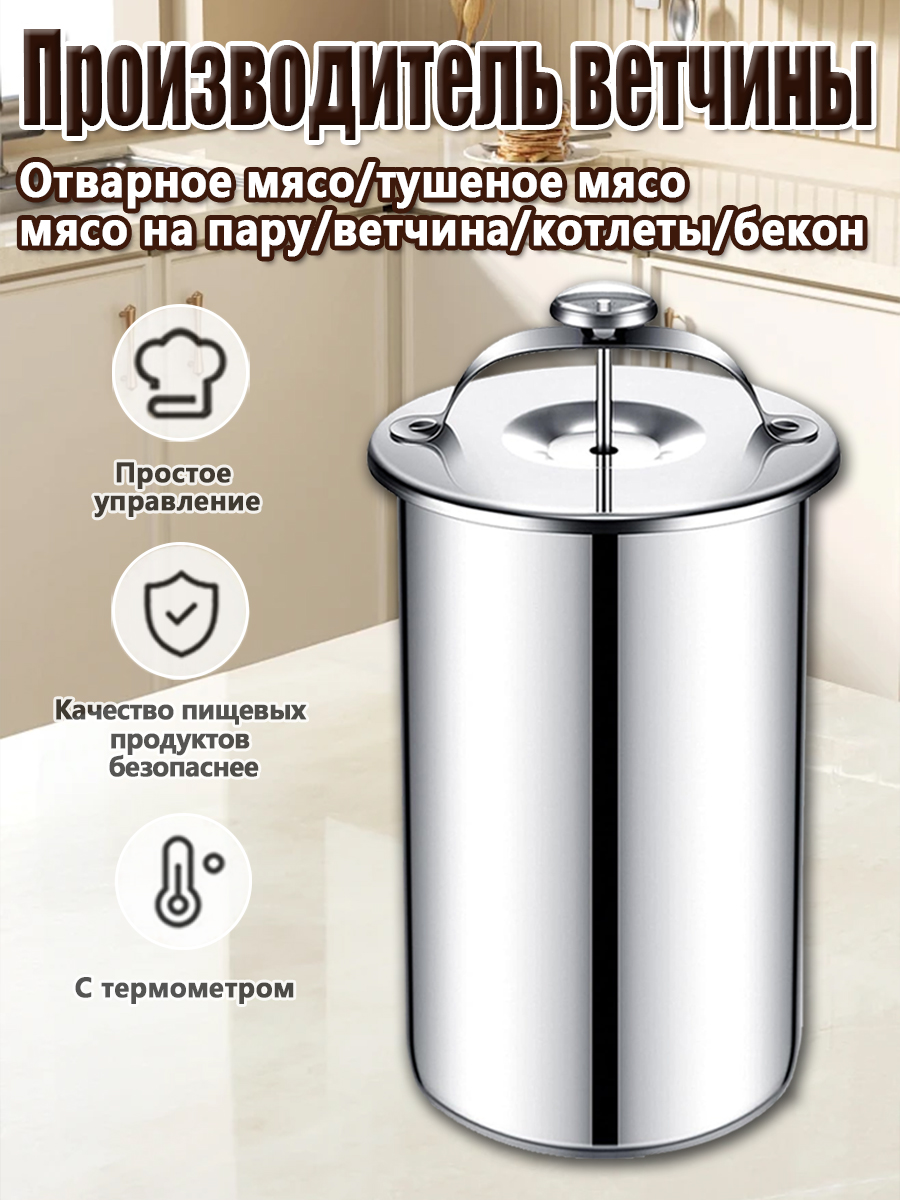 Производитель ветчины
Отварное мясо/тушеное мясо
мясо на пару/ветчина/котлеты/бекон
Простое
управление
Качество пищевых
продуктов
безопаснее
С термометром